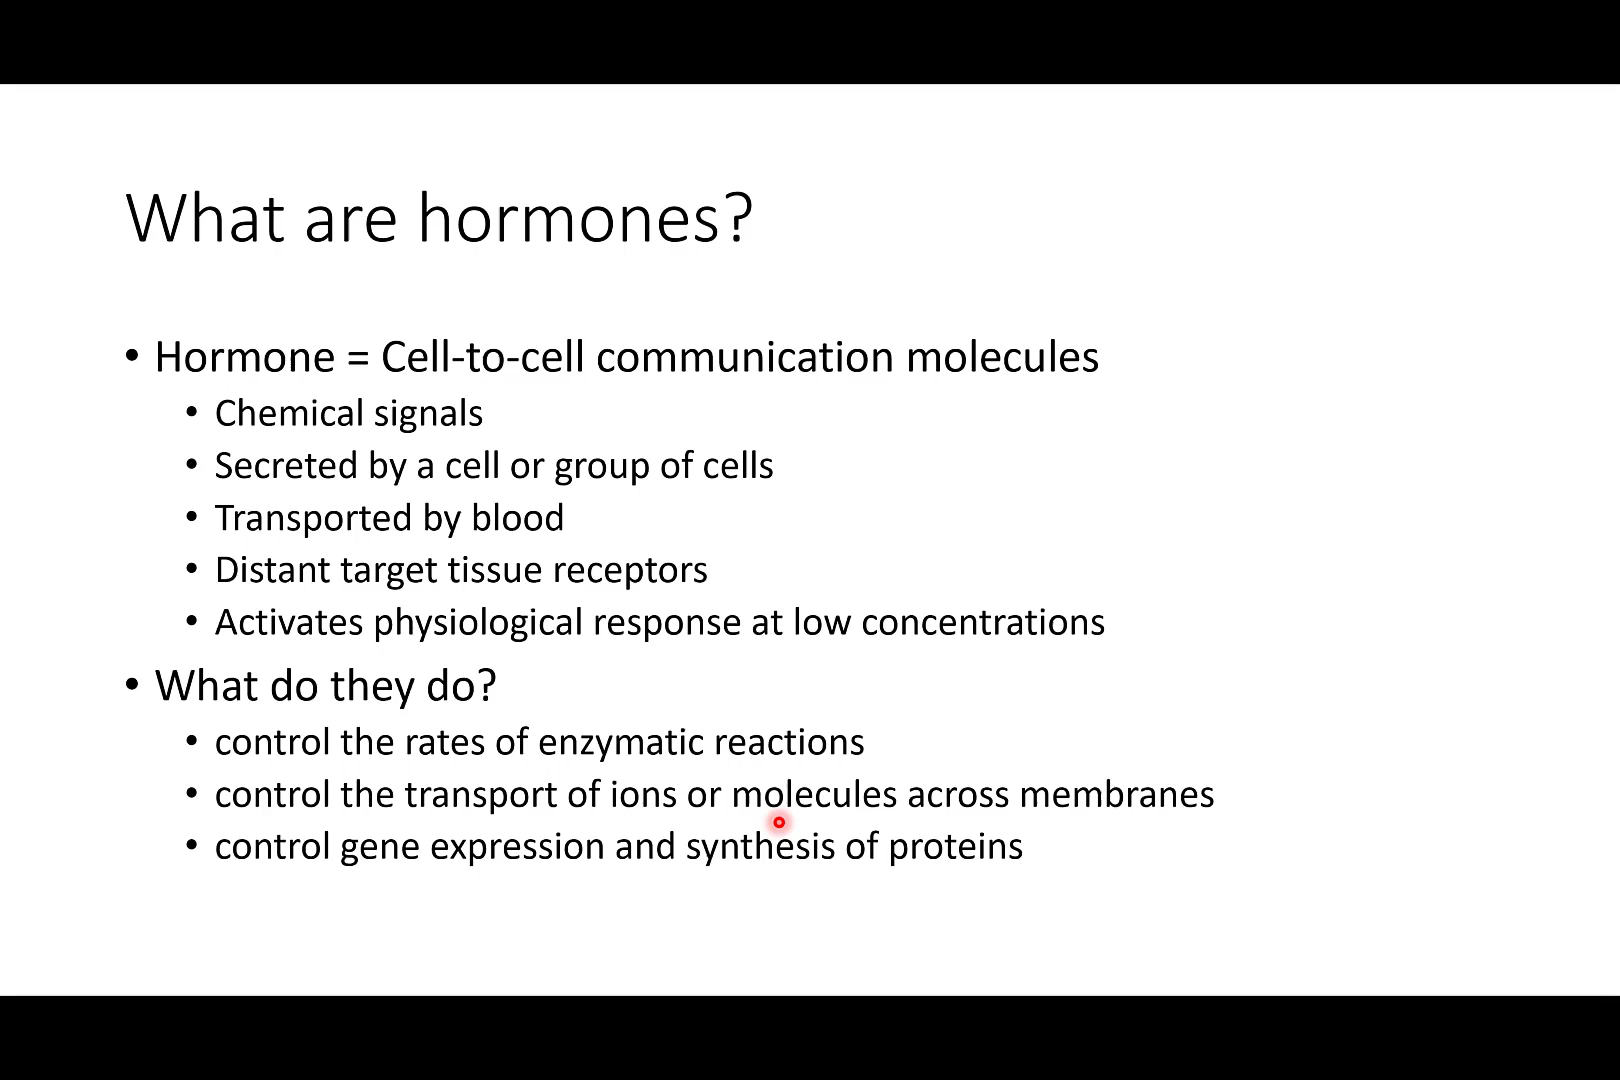 What are hormones?
• Hormone = Cell-to-cell communication molecules
• Chemical signals
• Secreted by a cell or group of cells
• Transported by blood
• Distant target tissue receptors
• Activates physiological response at low concentrations
• What do they do?
• control the rates of enzymatic reactions
• control the transport of ions or molecules across membranes
• control gene expression and synthesis of proteins